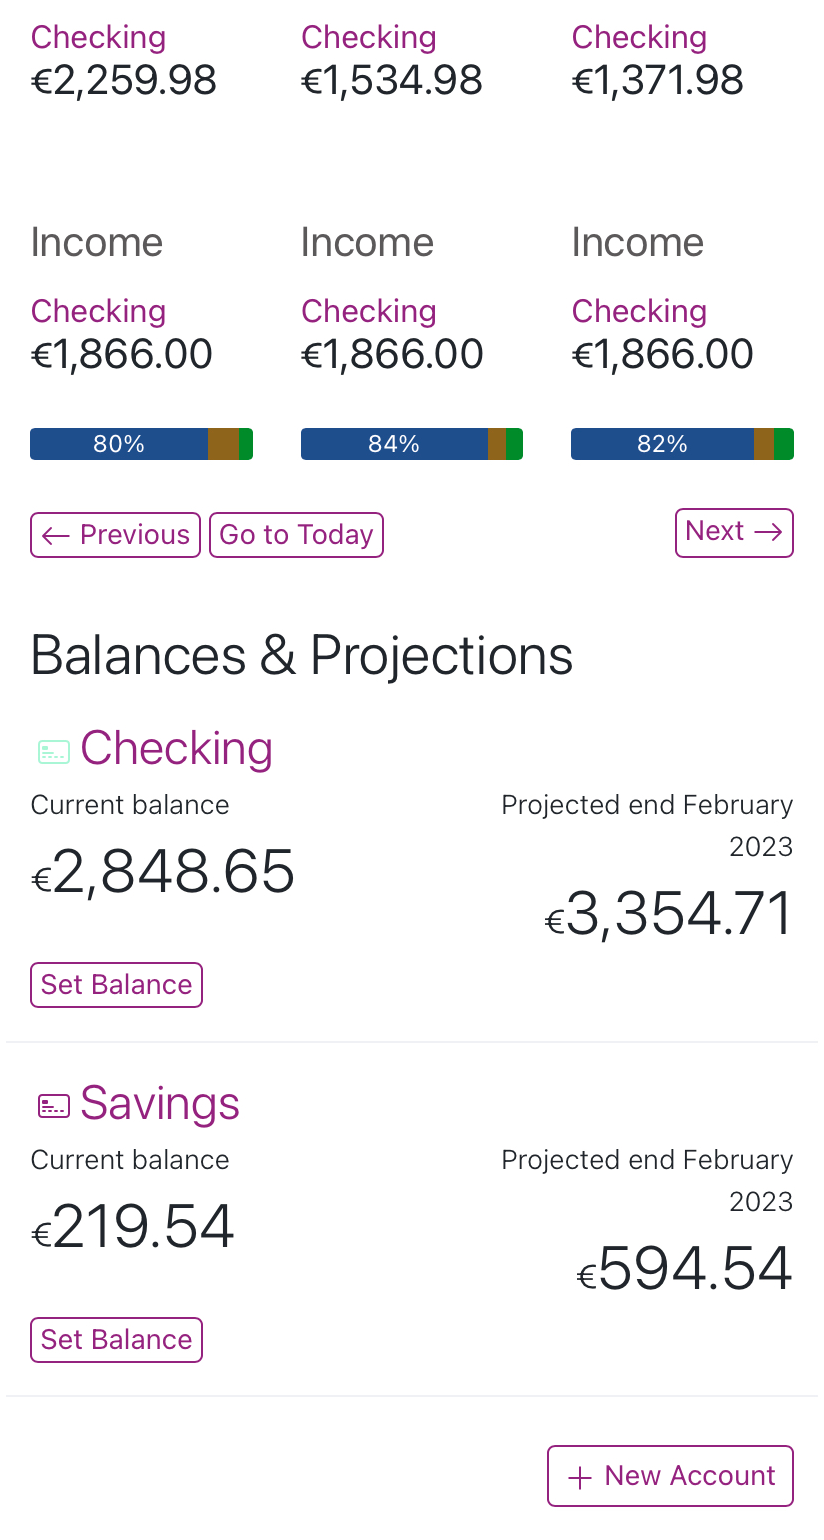 Checking Checking Checking
€2,259.98 €1,534.98 €1,371.98
Income Income Income
Checking Checking Checking
€1,866.00 €1,866.00 €1,866.00
80% 84% 82%
← Previous Go to Today Next →
Balances & Projections
Checking
Current balance Projected end February
2023
€2,848.65
€3,354.71
Set Balance
Savings
Current balance Projected end February
2023
€219.54
€594.54
Set Balance
+ New Account